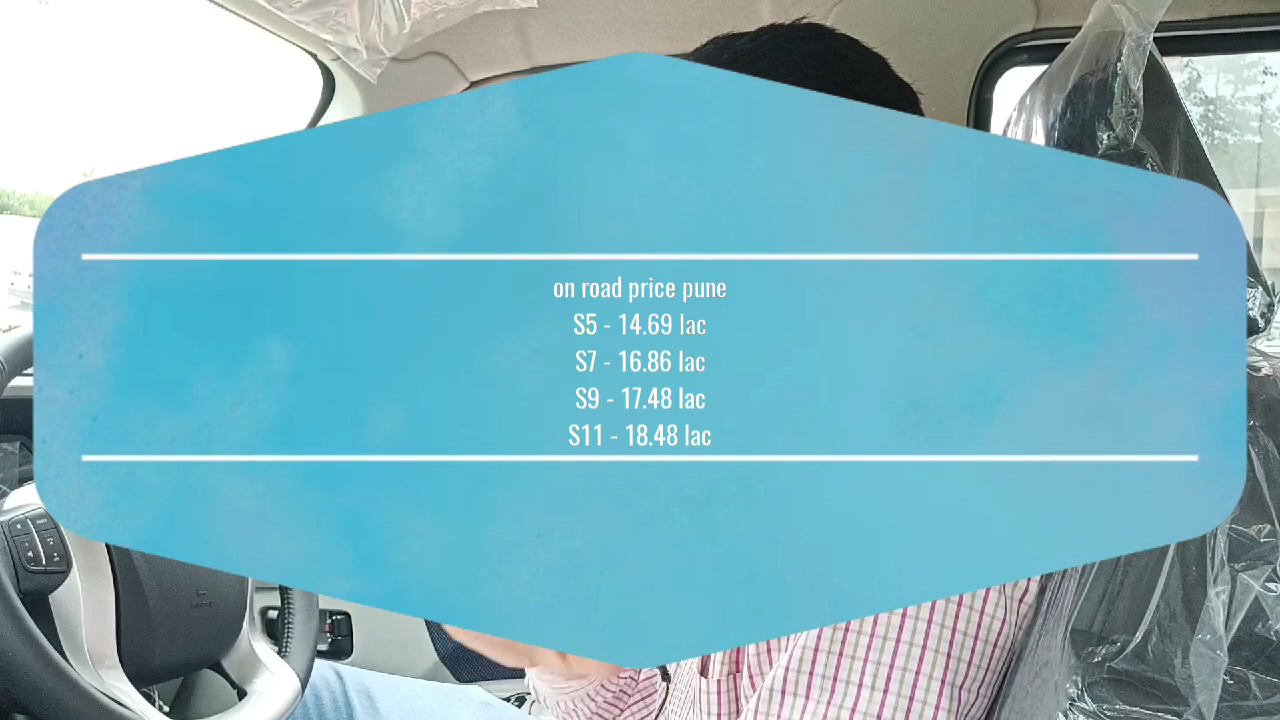 on road price pune
S5 - 14.69 lac
S7 - 16.86 lac
S9 - 17.48 lac
S11 - 18.48 lac